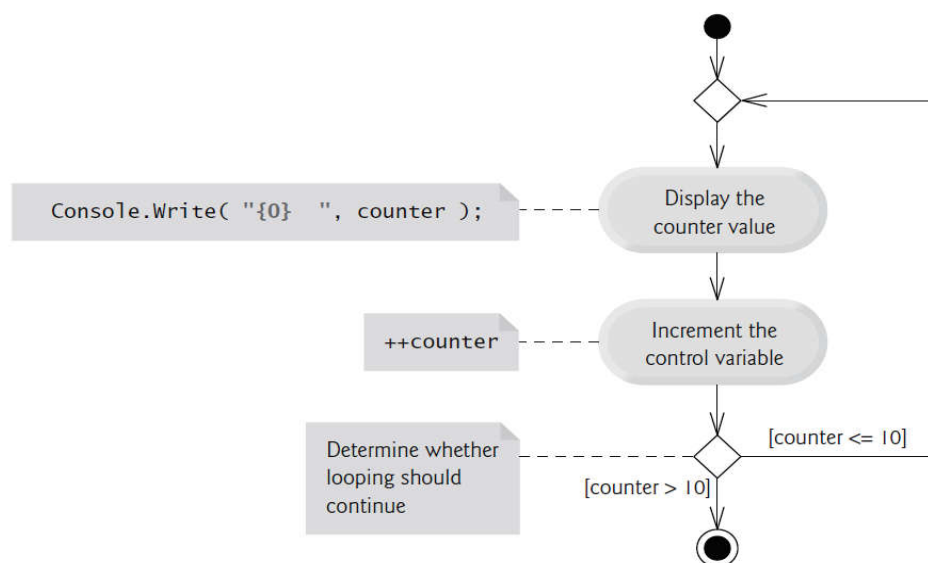 Console.Write( "{0}  ", counter );
Display the
counter value
++counter
Increment the
control variable
Determine whether
looping should
continue
[counter <= 10]
[counter > 10]